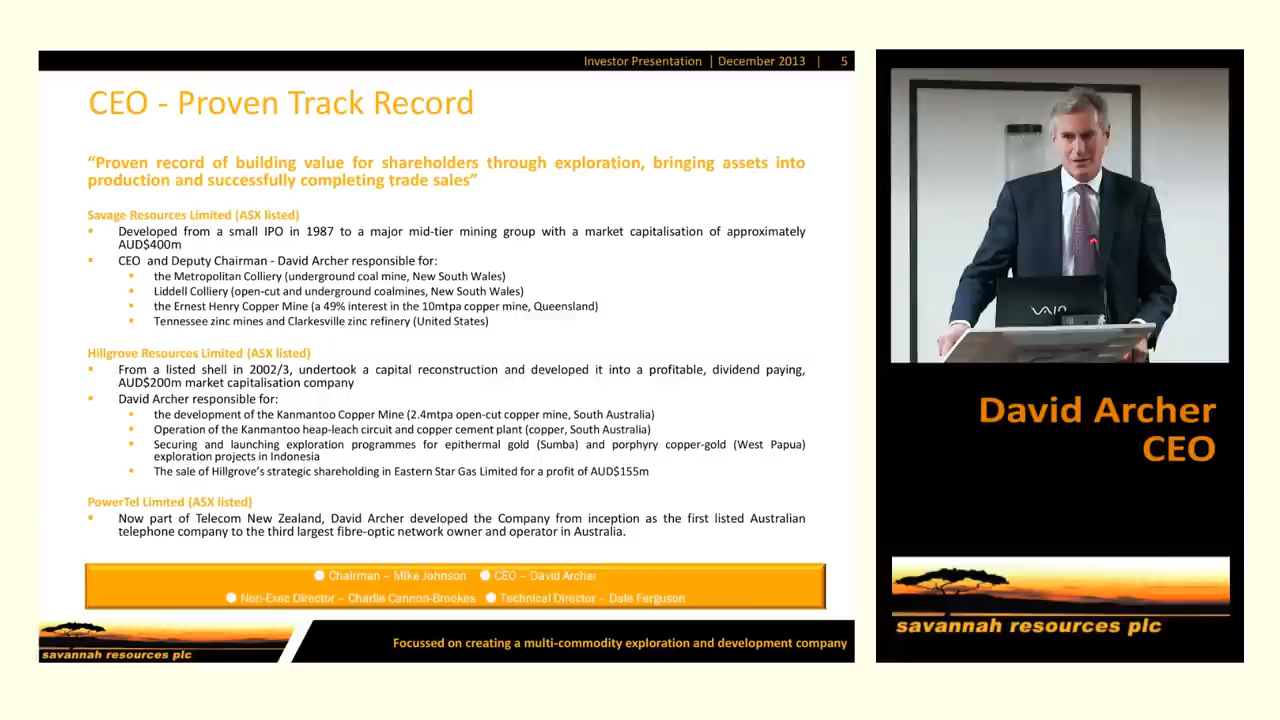 Investor Presentation | December 2013 | 5
CEO - Proven Track Record
“Proven record of building value for shareholders through exploration, bringing assets into
production and successfully completing trade sales”
Savage Resources Limited (ASX listed)
▪ Developed from a small IPO in 1987 to a major mid-tier mining group with a market capitalisation of approximately
AUD$400m
▪ CEO and Deputy Chairman - David Archer responsible for:
▪ the Metropolitan Colliery (underground coal mine, New South Wales)
▪ Liddell Colliery (open-cut and underground coalmines, New South Wales)
▪ the Ernest Henry Copper Mine (a 49% interest in the 10mtpa copper mine, Queensland)
▪ Tennessee zinc mines and Clarkesville zinc refinery (United States)
Hillgrove Resources Limited (ASX listed)
▪ From a listed shell in 2002/3, undertook a capital reconstruction and developed it into a profitable, dividend paying,
AUD$200m market capitalisation company
▪ David Archer responsible for:
▪ the development of the Kanmantoo Copper Mine (2.4mtpa open-cut copper mine, South Australia)
▪ Operation of the Kanmantoo heap-leach circuit and copper cement plant (copper, South Australia)
▪ Securing and launching exploration programmes for epithermal gold (Sumba) and porphyry copper-gold (West Papua)
exploration projects in Indonesia
▪ The sale of Hillgrove’s strategic shareholding in Eastern Star Gas Limited for a profit of AUD$155m
PowerTel Limited (ASX listed)
▪ Now part of Telecom New Zealand, David Archer developed the Company from inception as the first listed Australian
telephone company to the third largest fibre-optic network owner and operator in Australia.
● Chairman – Mike Johnson ● CEO – David Archer
● Non-Exec Director – Charlie Cannon-Brookes ● Technical Director – Dale Ferguson
savannah resources plc
Focussed on creating a multi-commodity exploration and development company
VAIO
David Archer
CEO
savannah resources plc